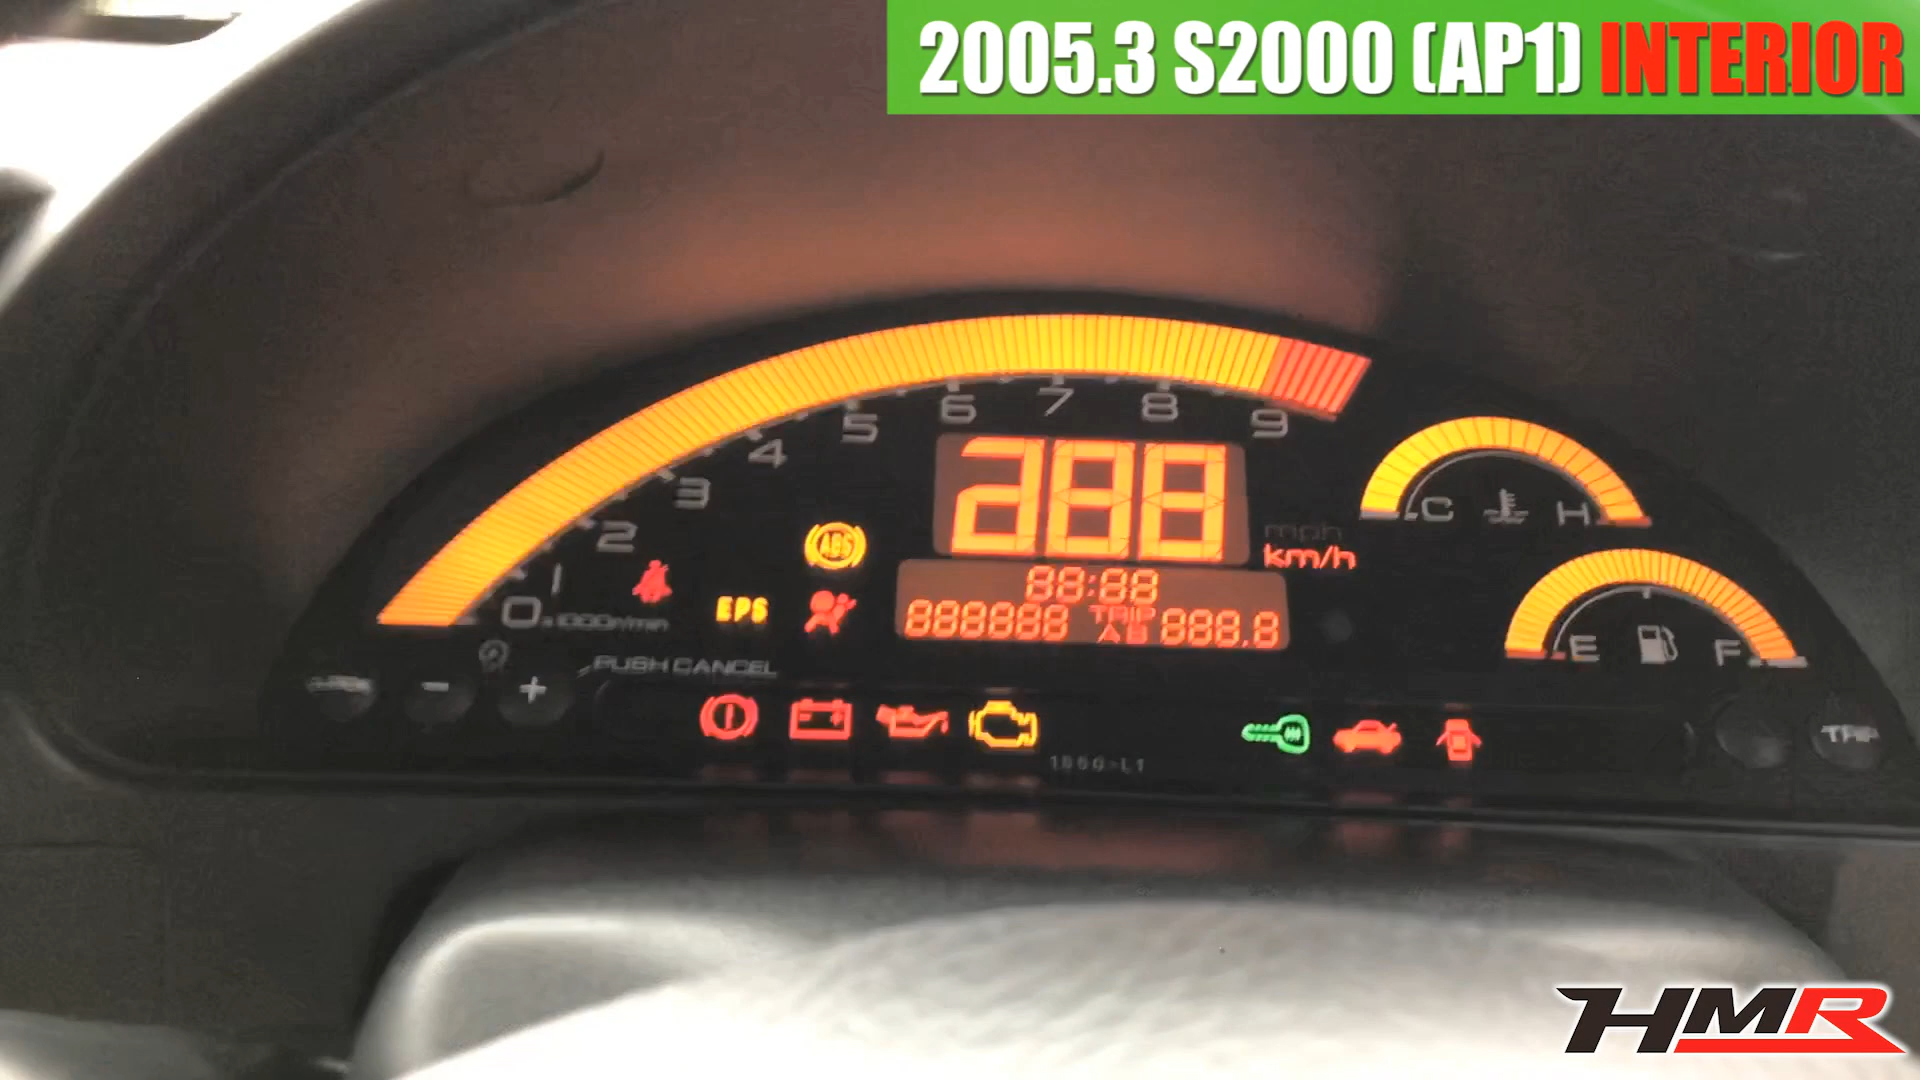 2005.3 S2000 (AP1) INTERIOR
0 1 2 3 4 5 6 7 8 9
x1000r/min
288
mph
km/h
C H
ABS
EPS
88:88
888888 TRIP A B 888.8
E F
PUSH CANCEL
- +
TRIP
HMR